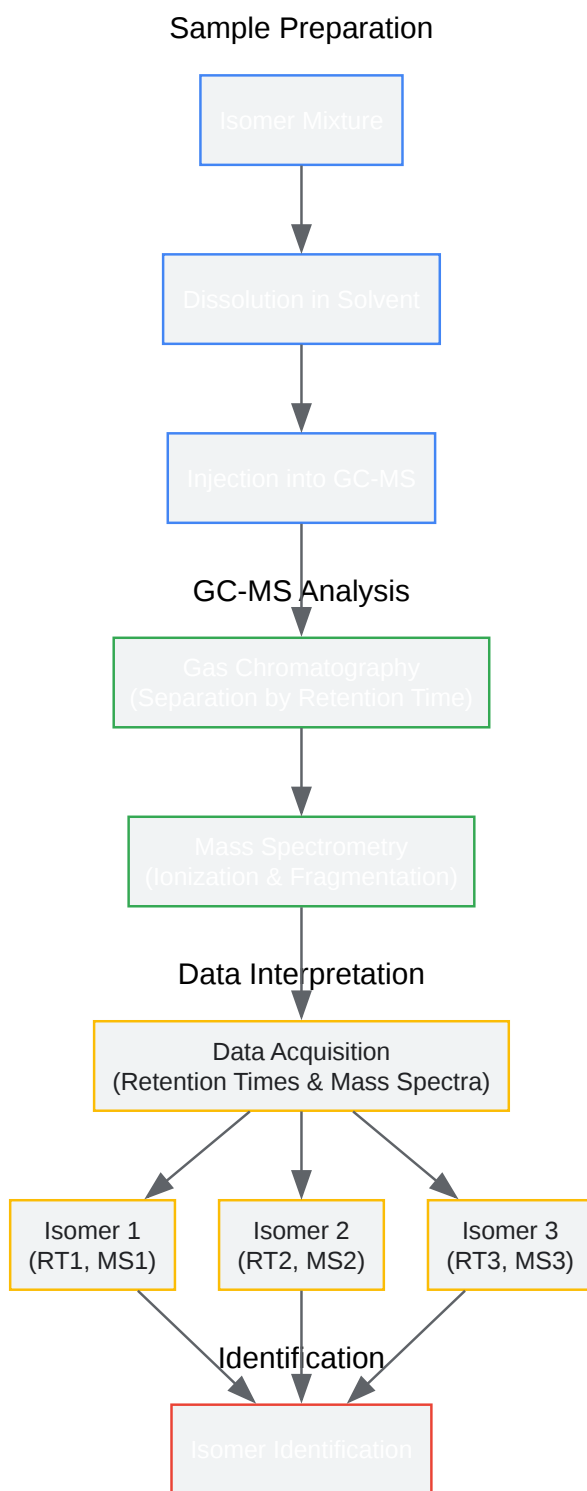 Sample Preparation
Isomer Mixture
Dissolution in Solvent
Injection into GC-MS
GC-MS Analysis
Gas Chromatography
(Separation by Retention Time)
Mass Spectrometry
(Ionization & Fragmentation)
Data Interpretation
Data Acquisition
(Retention Times & Mass Spectra)
Isomer 1
(RT1, MS1)
Isomer 2
(RT2, MS2)
Isomer 3
(RT3, MS3)
Identification
Isomer Identification